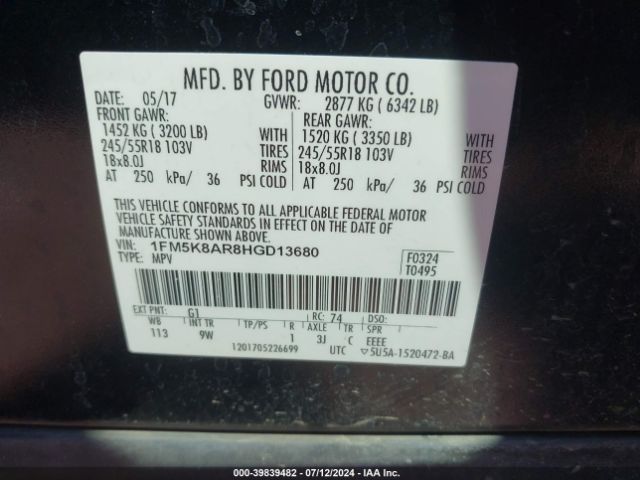 MFD. BY FORD MOTOR CO.
DATE: 05/17 GVWR: 2877 KG ( 6342 LB)
FRONT GAWR: REAR GAWR:
1452 KG ( 3200 LB) WITH 1520 KG ( 3350 LB) WITH
245/55R18 103V TIRES 245/55R18 103V TIRES
18x8.0J RIMS 18x8.0J RIMS
AT 250 kPa/ 36 PSI COLD AT 250 kPa/ 36 PSI COLD
THIS VEHICLE CONFORMS TO ALL APPLICABLE FEDERAL MOTOR
VEHICLE SAFETY STANDARDS IN EFFECT ON THE DATE OF
MANUFACTURE SHOWN ABOVE.
VIN: 1FM5K8AR8HGD13680 F0324
TYPE: MPV T0495
EXT PNT: G1 RC: 74 DSO:
WB INT TR TP/PS R AXLE TR SPR
113 9W 1 3J C EEEE
1201705226699 UTC ▽5U5A-1520472-BA
000-39839482 - 07/12/2024 - IAA Inc.